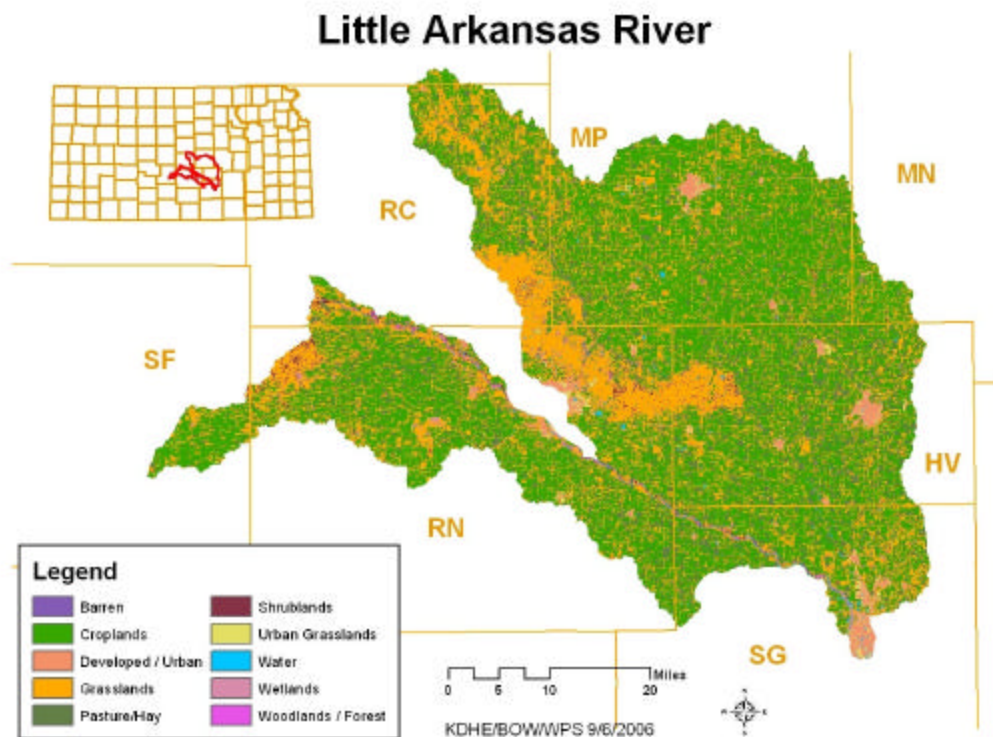 Little Arkansas River
MP
MN
RC
SF
HV
RN
SG
Legend
Barren
Croplands
Developed / Urban
Grasslands
Pasture/Hay
Shrublands
Urban Grasslands
Water
Wetlands
Woodlands / Forest
Miles
0 5 10 20
KDHE/BOW/WPS 9/6/2006